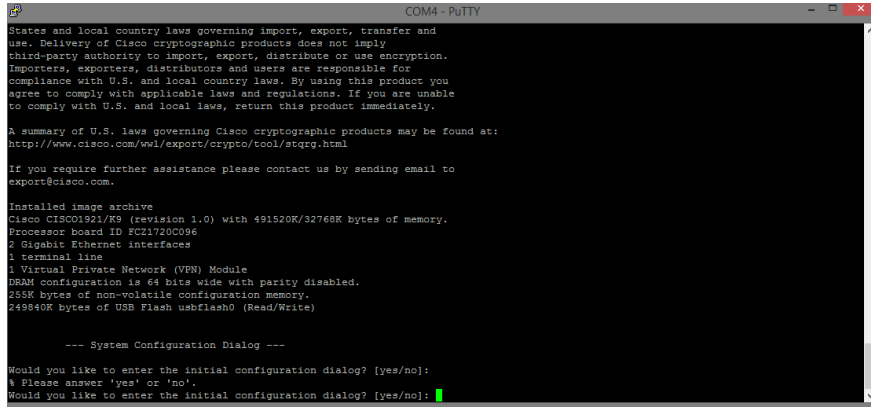 COM4 - PuTTY
States and local country laws governing import, export, transfer and
use. Delivery of Cisco cryptographic products does not imply
third-party authority to import, export, distribute or use encryption.
Importers, exporters, distributors and users are responsible for
compliance with U.S. and local country laws. By using this product you
agree to comply with applicable laws and regulations. If you are unable
to comply with U.S. and local laws, return this product immediately.
A summary of U.S. laws governing Cisco cryptographic products may be found at:
http://www.cisco.com/wwl/export/crypto/tool/stqrg.html
If you require further assistance please contact us by sending email to
export@cisco.com.
Installed image archive
Cisco CISCO1921/K9 (revision 1.0) with 491520K/32768K bytes of memory.
Processor board ID FCZ1720C096
2 Gigabit Ethernet interfaces
1 terminal line
1 Virtual Private Network (VPN) Module
DRAM configuration is 64 bits wide with parity disabled.
255K bytes of non-volatile configuration memory.
249840K bytes of USB Flash usbflash0 (Read/Write)
--- System Configuration Dialog ---
Would you like to enter the initial configuration dialog? [yes/no]:
% Please answer 'yes' or 'no'.
Would you like to enter the initial configuration dialog? [yes/no]: